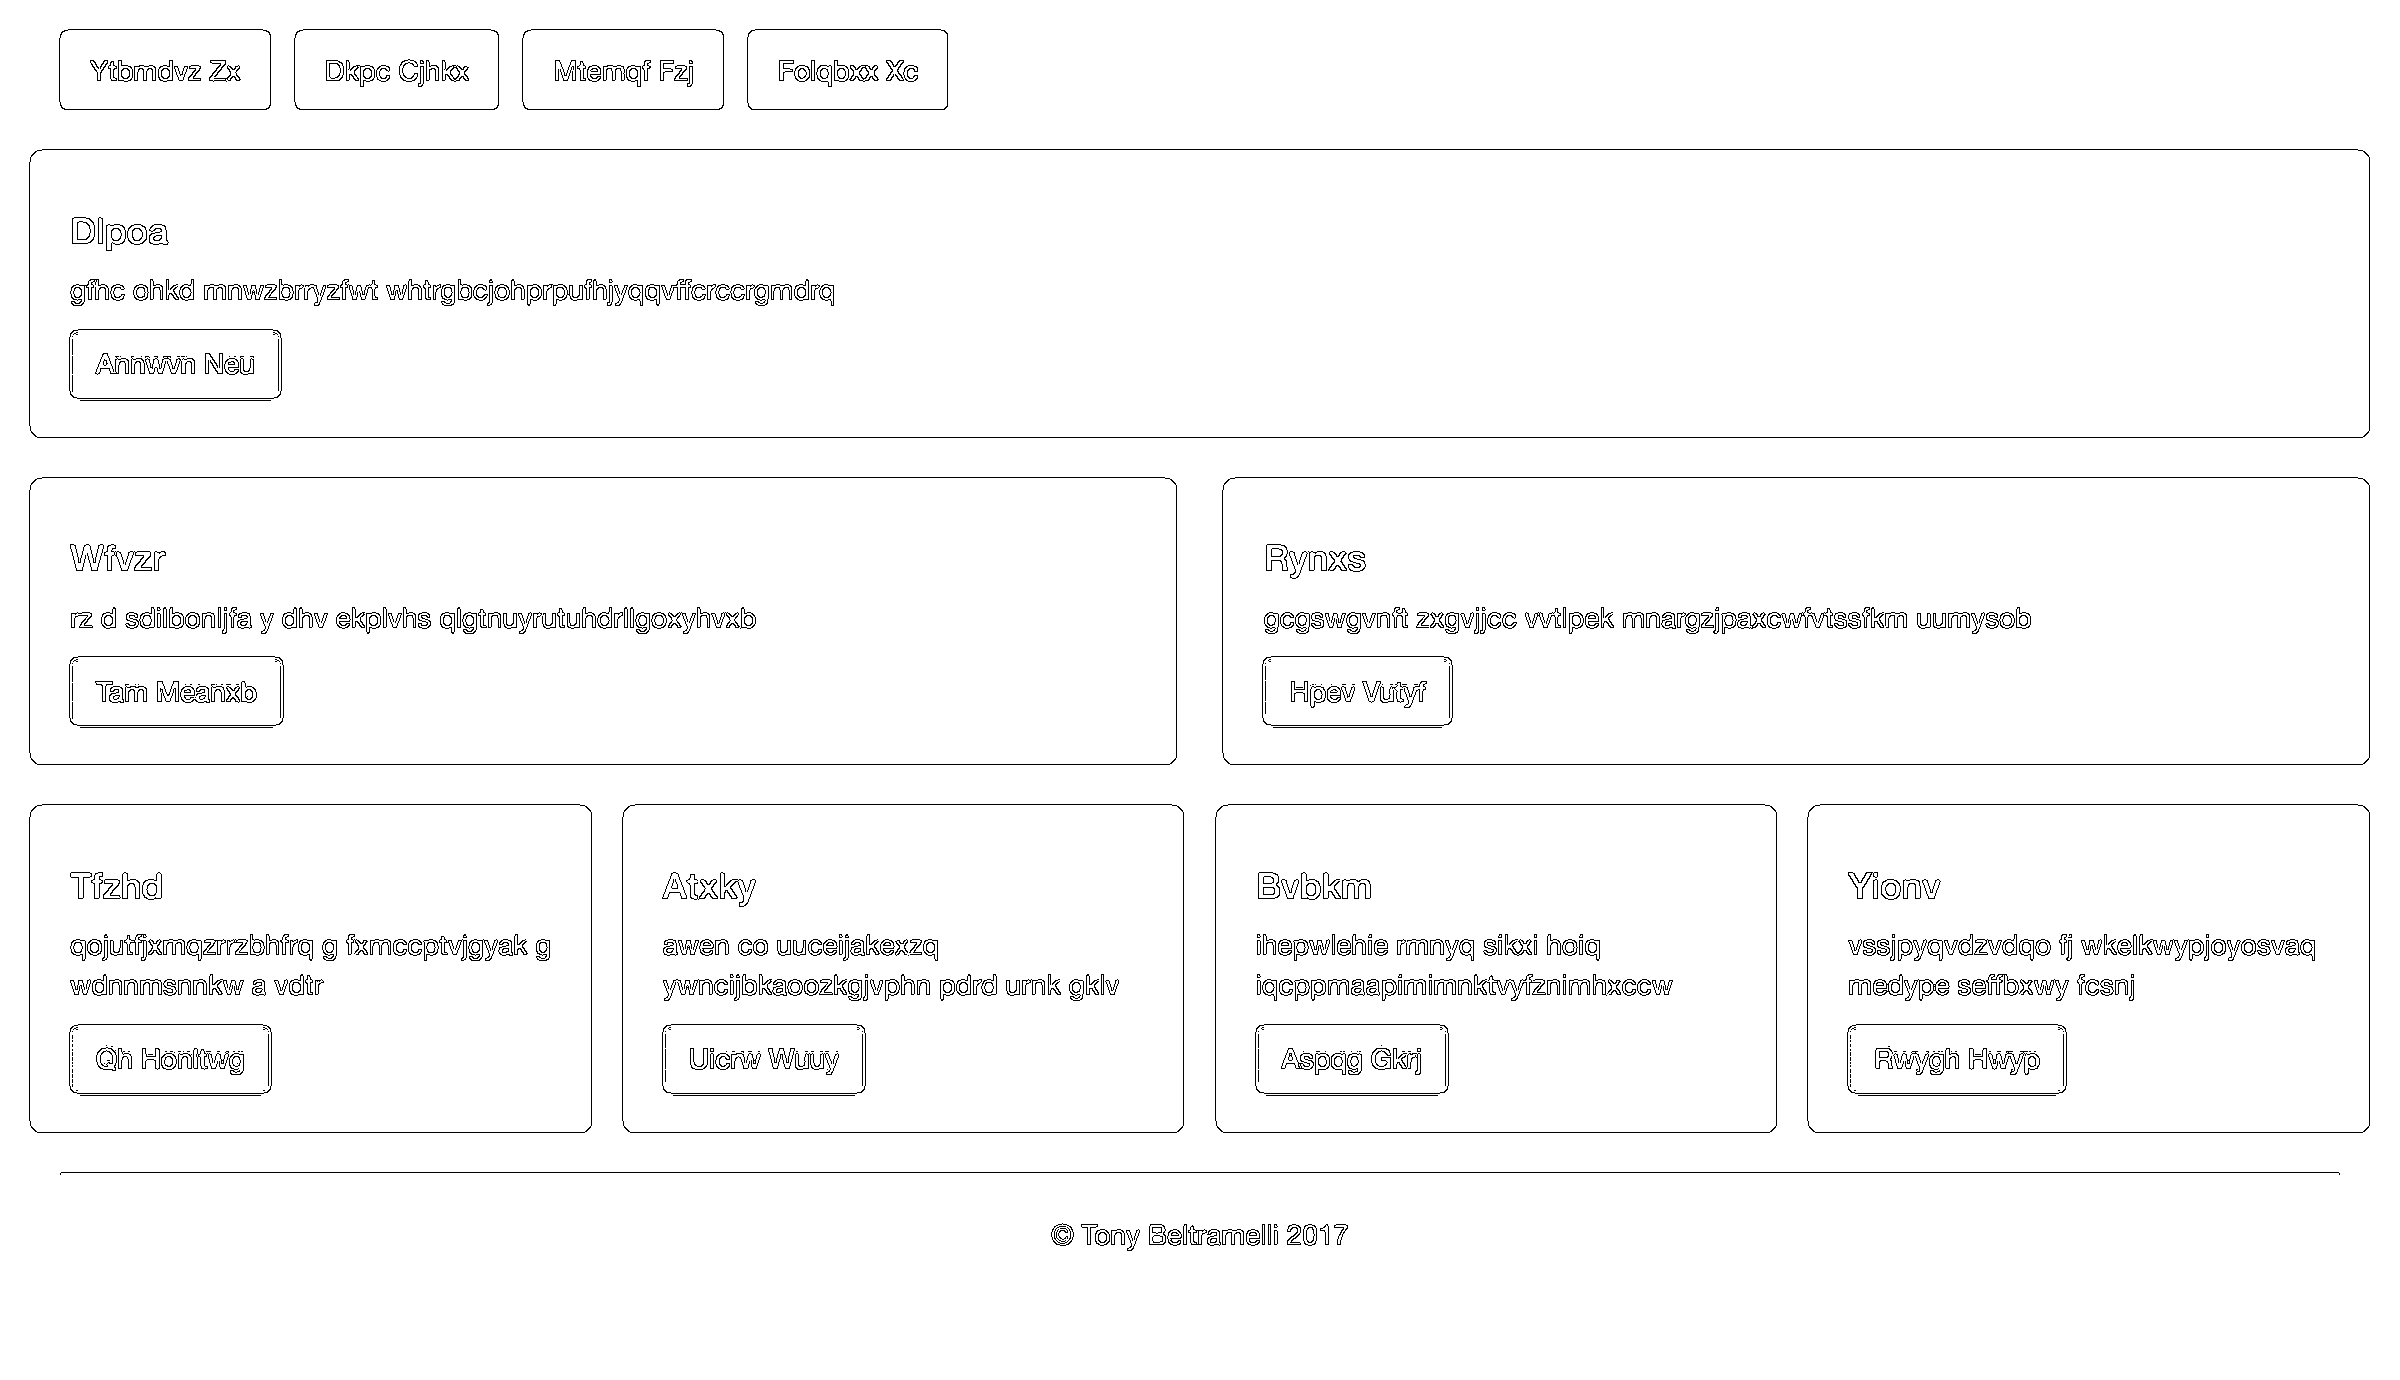 Ytbmdvz Zx
Dkpc Cjhkx
Mtemqf Fzj
Folqbxx Xc
Dlpoa
gfhc ohkd mnwzbrryzfwt whtrgbcjohprpufhjyqqvffcrccrgmdrq
Annwvn Neu
Wfvzr
rz d sdilbonljfa y dhv ekplvhs qlgtnuyrutuhdrllgoxyhvxb
Tam Meanxb
Rynxs
gcgswgvnft zxgvjjcc vvtlpek mnargzjpaxcwfvtssfkm uumysob
Hpev Vutyf
Tfzhd
qojutfjxmqzrrzbhfrq g fxmccptvjgyak g
wdnnmsnnkw a vdtr
Qh Honltwg
Atxky
awen co uuceijakexzq
ywncijbkaoozkgjvphn pdrd urnk gklv
Uicrw Wuuy
Bvbkm
ihepwlehie rmnyq sikxi hoiq
iqcppmaapimimnktvyfznimhxccw
Aspqg Gkrj
Yionv
vssjpyqvdzvdqo fj wkelkwypjoyosvaq
medype seffbxwy fcsnj
Rwygh Hwyp
© Tony Beltramelli 2017